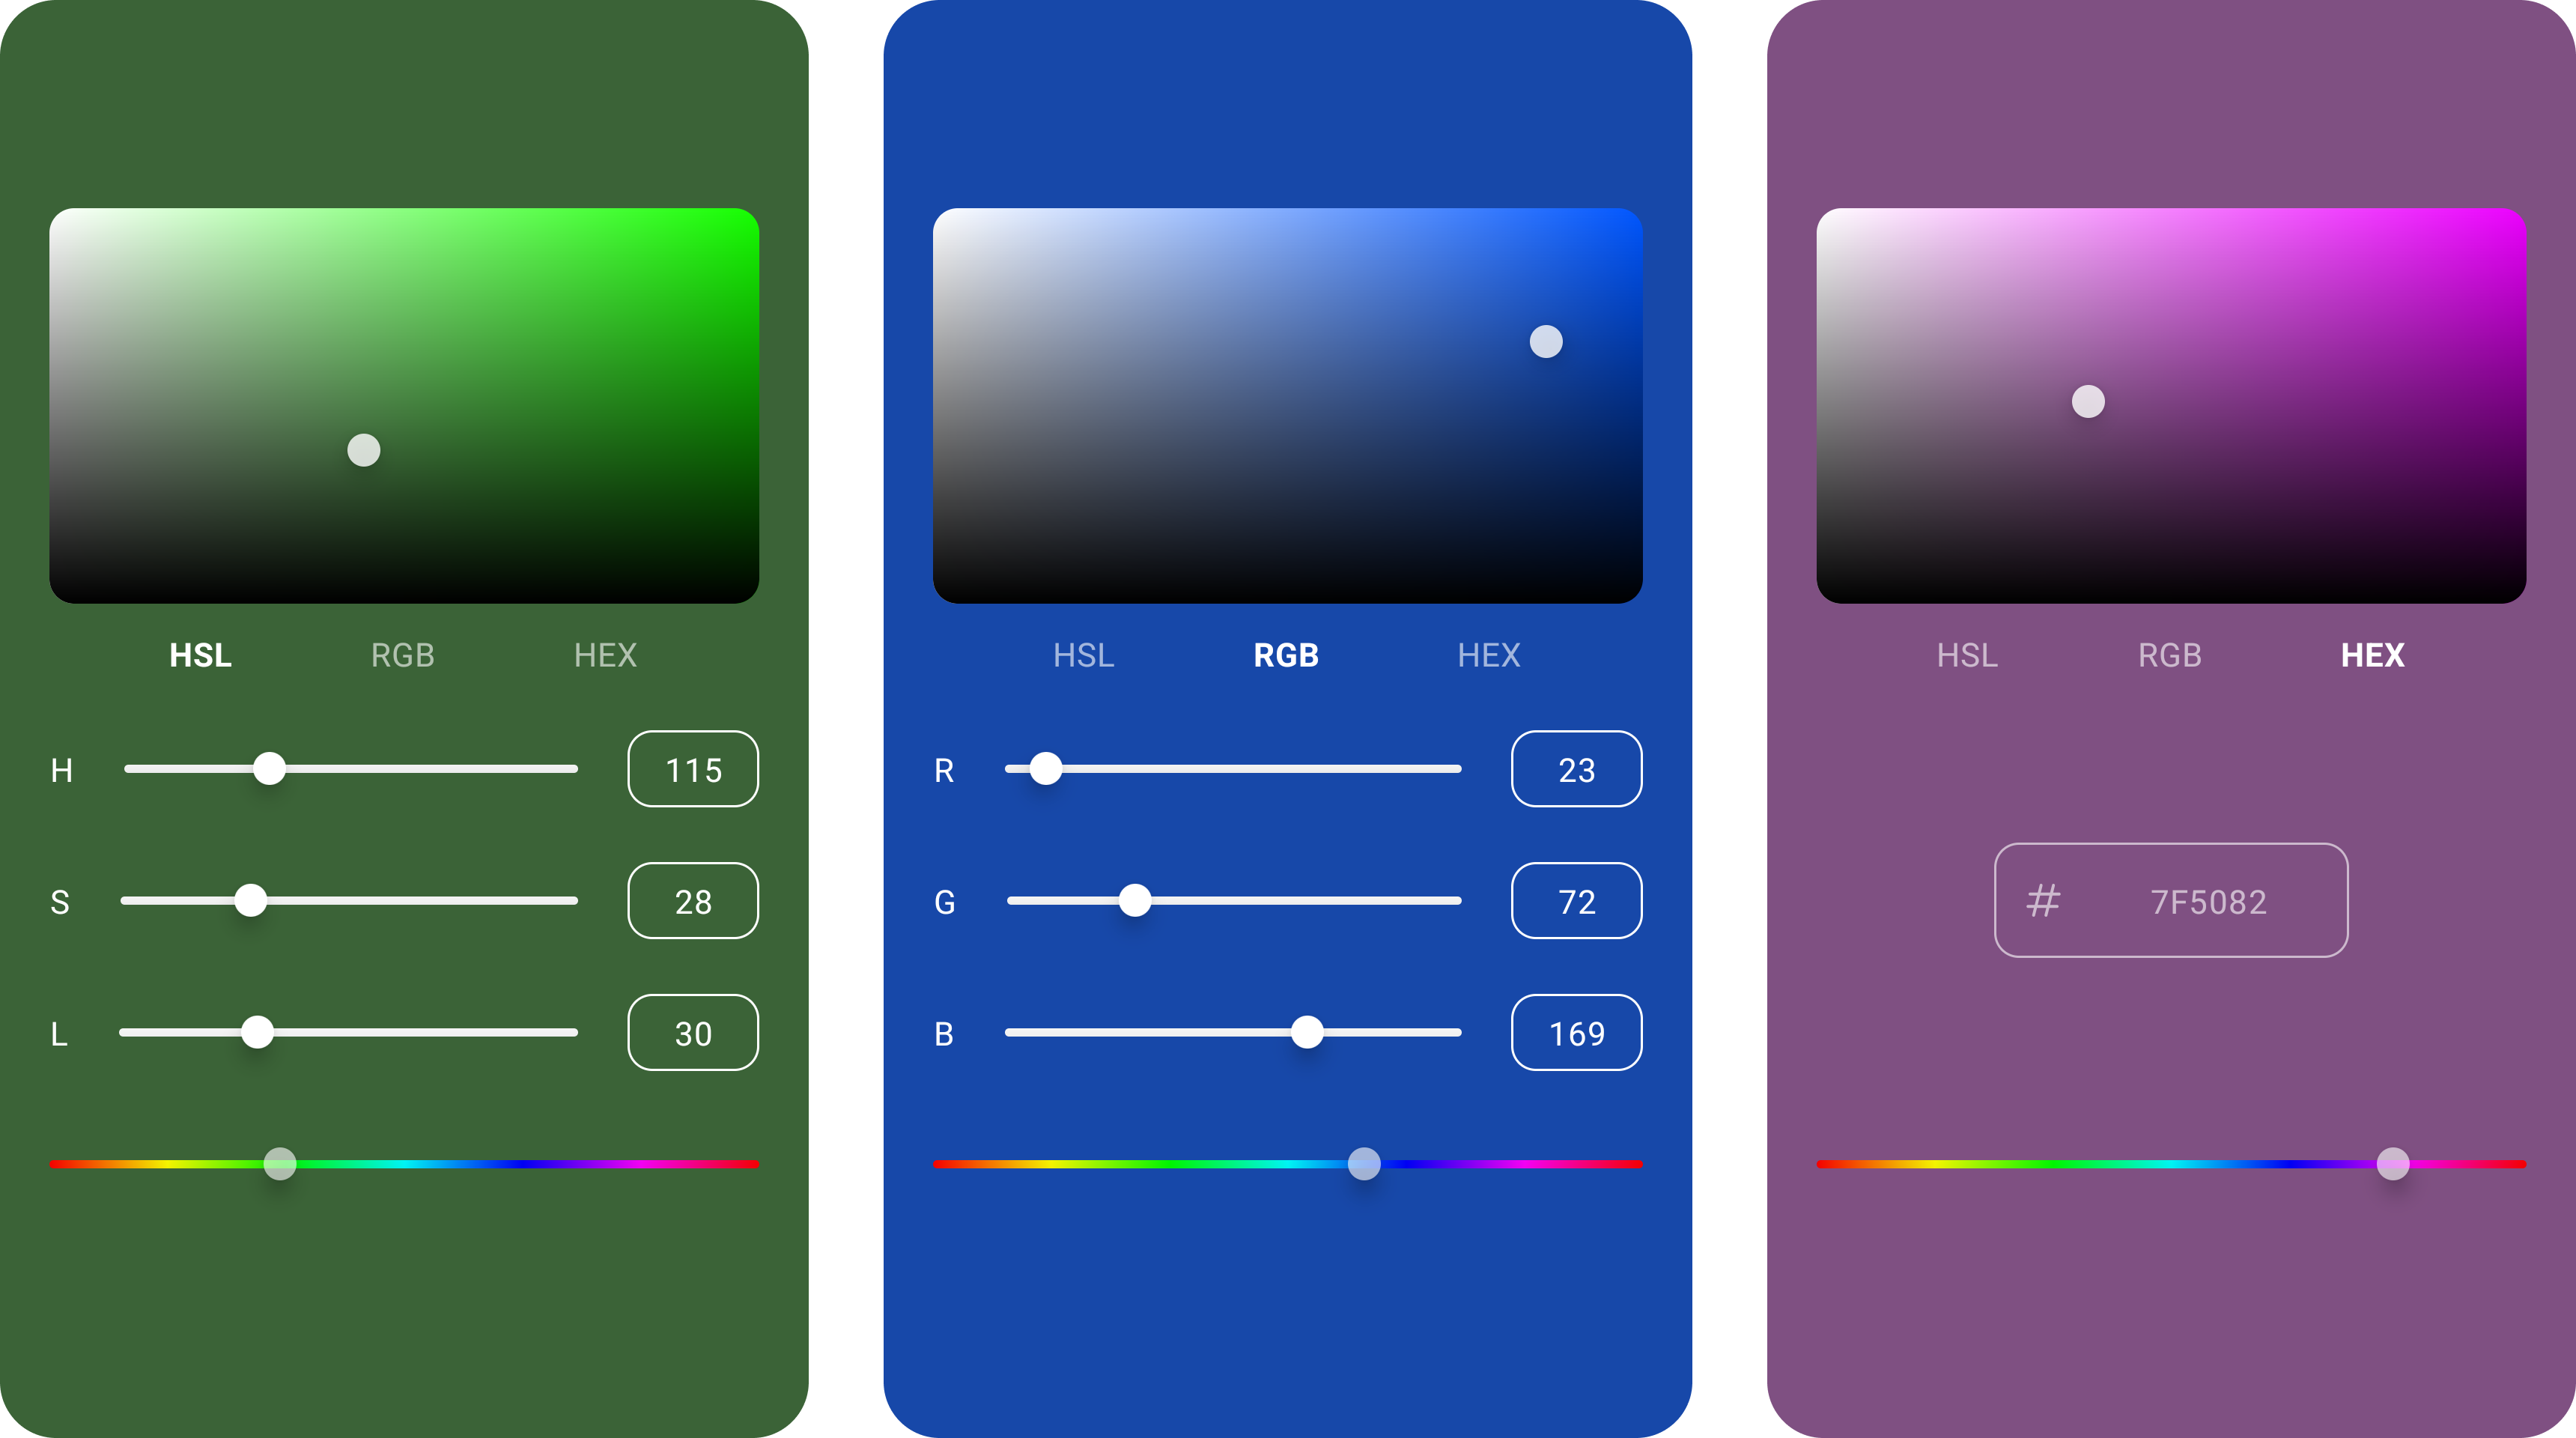 HSL RGB HEX
H 115
S 28
L 30
HSL RGB HEX
R 23
G 72
B 169
HSL RGB HEX
# 7F5082